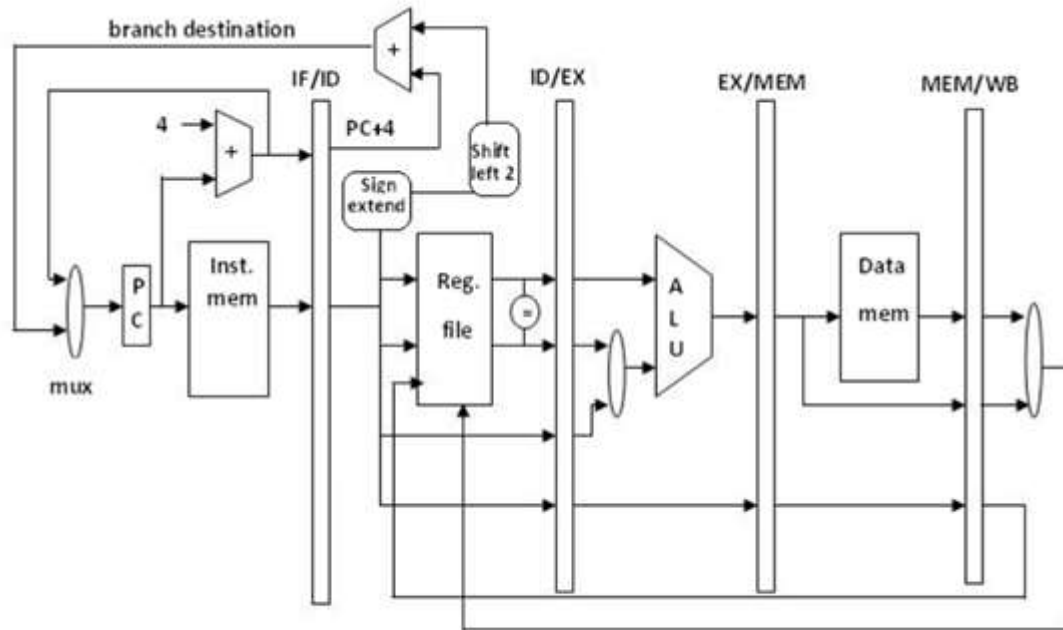 branch destination
+
IF/ID
ID/EX
EX/MEM
MEM/WB
4
+
PC+4
Shift
left 2
Sign
extend
P
C
Inst.
mem
Reg.
file
=
A
L
U
Data
mem
mux